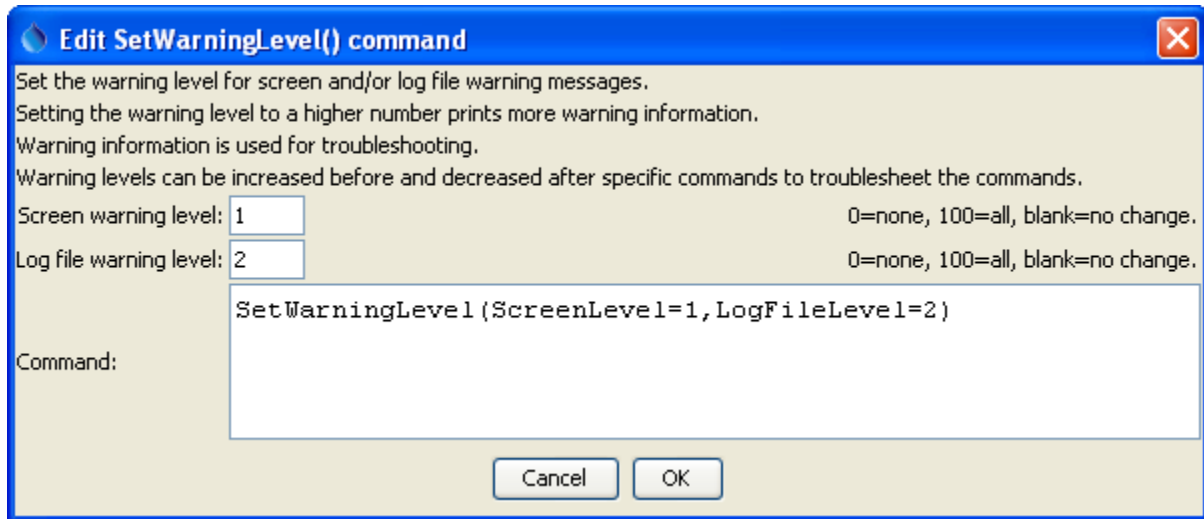 Edit SetWarningLevel() command
Set the warning level for screen and/or log file warning messages.
Setting the warning level to a higher number prints more warning information.
Warning information is used for troubleshooting.
Warning levels can be increased before and decreased after specific commands to troublesheet the commands.
Screen warning level: 1 0=none, 100=all, blank=no change.
Log file warning level: 2 0=none, 100=all, blank=no change.
SetWarningLevel(ScreenLevel=1,LogFileLevel=2)
Command:
Cancel OK